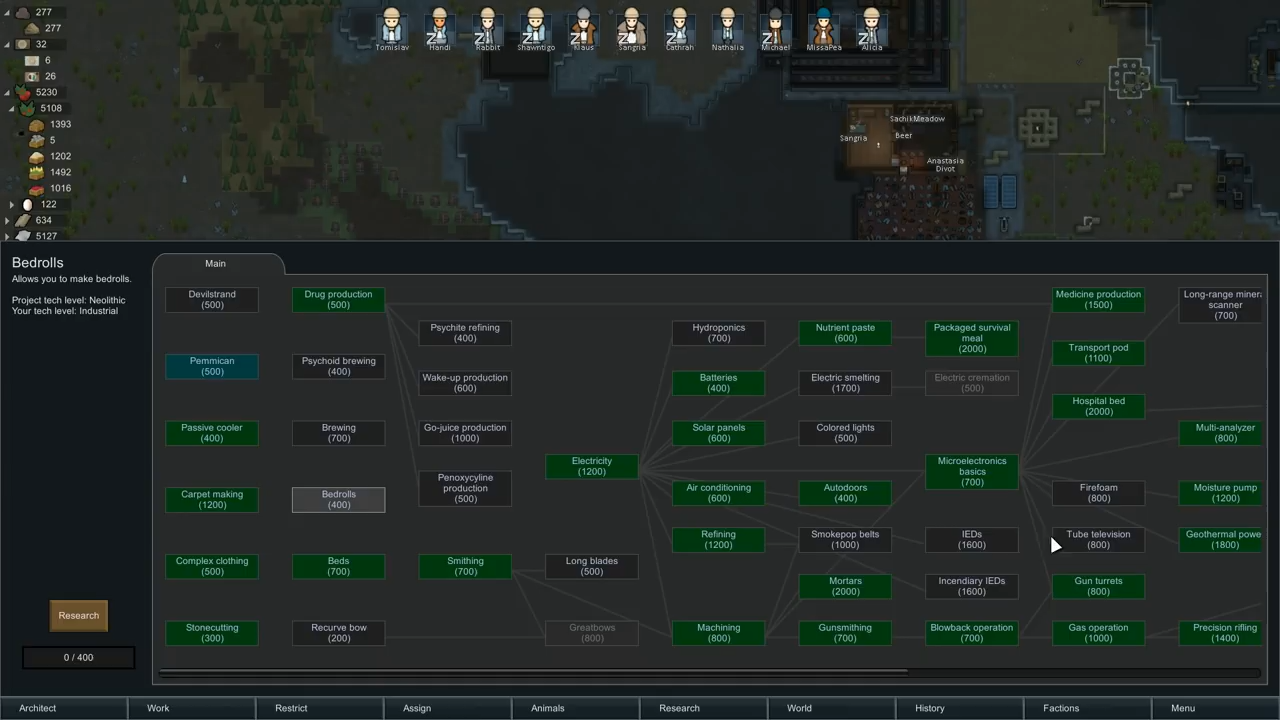 277
277
32
6
26
5230
5108
1393
5
1202
1492
1016
122
634
5127
Tomislav
Handi
Rabbit
Shawntigo
Klaus
Sangria
Cathrah
Nathalia
Michael
MissaPea
Alicia
SachikMeadow
Sangria
Beer
Anastasia
Divot
Bedrolls
Allows you to make bedrolls.
Project tech level: Neolithic
Your tech level: Industrial
Research
0 / 400
Main
Devilstrand
(500)
Drug production
(500)
Medicine production
(1500)
Long-range miner
scanner
(700)
Psychite refining
(400)
Hydroponics
(700)
Nutrient paste
(600)
Packaged survival
meal
(2000)
Transport pod
(1100)
Pemmican
(500)
Psychoid brewing
(400)
Wake-up production
(600)
Batteries
(400)
Electric smelting
(1700)
Electric cremation
(500)
Hospital bed
(2000)
Passive cooler
(400)
Brewing
(700)
Go-juice production
(1000)
Solar panels
(600)
Colored lights
(500)
Multi-analyzer
(800)
Electricity
(1200)
Microelectronics
basics
(700)
Carpet making
(1200)
Bedrolls
(400)
Penoxycyline
production
(500)
Air conditioning
(600)
Autodoors
(400)
Firefoam
(800)
Moisture pump
(1200)
Refining
(1200)
Smokepop belts
(1000)
IEDs
(1600)
Tube television
(800)
Geothermal powe
(1800)
Complex clothing
(500)
Beds
(700)
Smithing
(700)
Long blades
(500)
Mortars
(2000)
Incendiary IEDs
(1600)
Gun turrets
(800)
Stonecutting
(300)
Recurve bow
(200)
Greatbows
(800)
Machining
(800)
Gunsmithing
(700)
Blowback operation
(700)
Gas operation
(1000)
Precision rifling
(1400)
Architect
Work
Restrict
Assign
Animals
Research
World
History
Factions
Menu